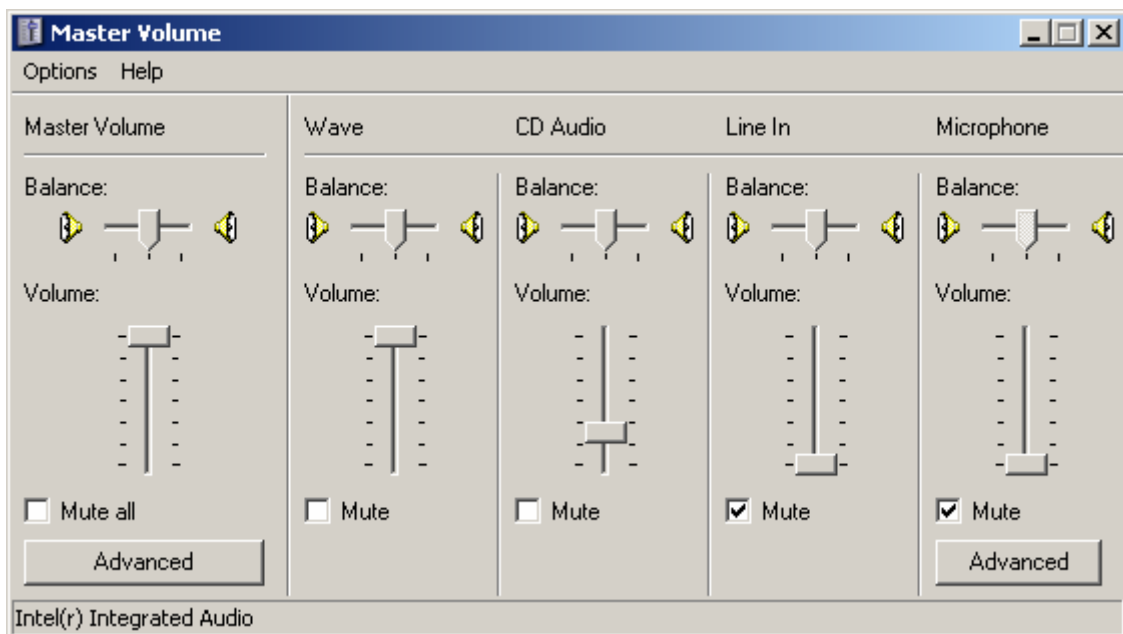 Master Volume
Options Help
Master Volume Wave CD Audio Line In Microphone
Balance: Balance: Balance: Balance: Balance:
Volume: Volume: Volume: Volume: Volume:
Mute all Mute Mute Mute Mute
Advanced Advanced
Intel(r) Integrated Audio